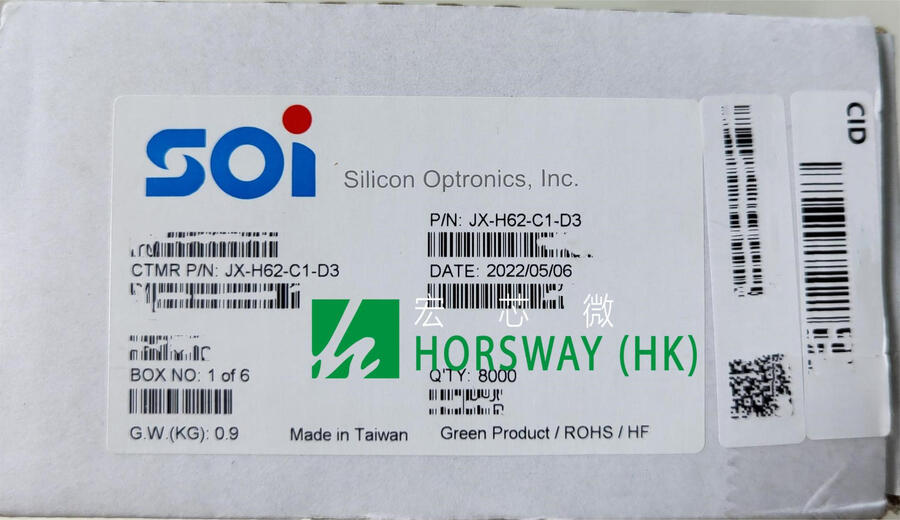 SOi
Silicon Optronics, Inc.
P/N: JX-H62-C1-D3
CTMR P/N: JX-H62-C1-D3
DATE: 2022/05/06
宏芯微
HORSWAY (HK)
BOX NO: 1 of 6
Q'TY: 8000
G.W.(KG): 0.9
Made in Taiwan
Green Product / ROHS / HF
CID